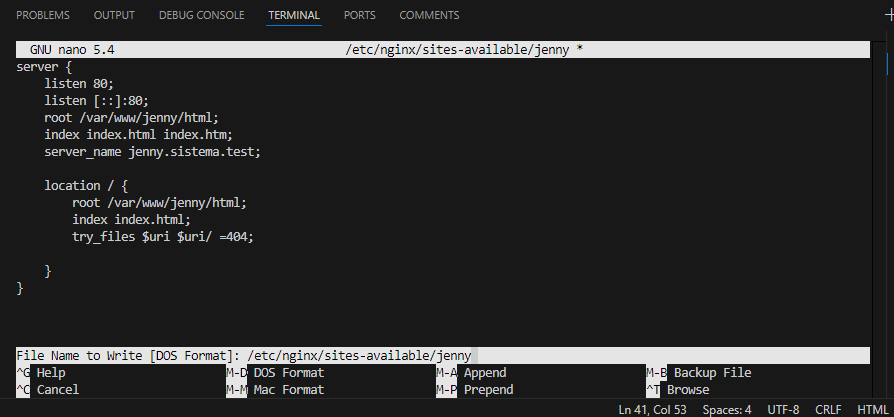 PROBLEMS OUTPUT DEBUG CONSOLE TERMINAL PORTS COMMENTS
GNU nano 5.4 /etc/nginx/sites-available/jenny *
server {
    listen 80;
    listen [::]:80;
    root /var/www/jenny/html;
    index index.html index.htm;
    server_name jenny.sistema.test;

    location / {
        root /var/www/jenny/html;
        index index.html;
        try_files $uri $uri/ =404;

    }
}
File Name to Write [DOS Format]: /etc/nginx/sites-available/jenny
^G Help M-D DOS Format M-A Append M-B Backup File
^C Cancel M-M Mac Format M-P Prepend ^T Browse
Ln 41, Col 53 Spaces: 4 UTF-8 CRLF HTML